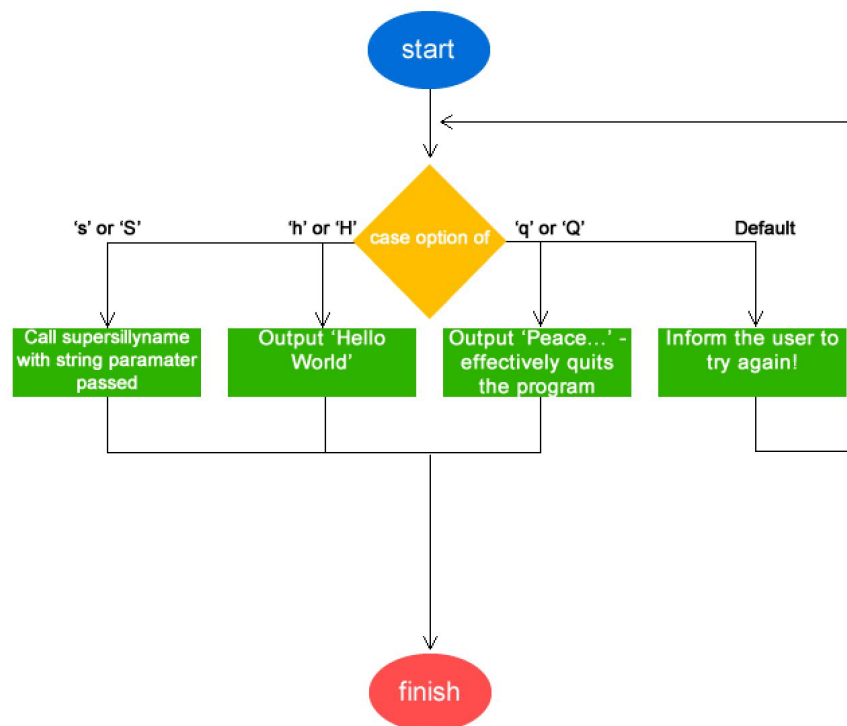 start
‘s’ or ‘S’
‘h’ or ‘H’
case option of
‘q’ or ‘Q’
Default
Call supersillyname
with string paramater
passed
Output ‘Hello
World’
Output ‘Peace...’ -
effectively quits
the program
Inform the user to
try again!
finish